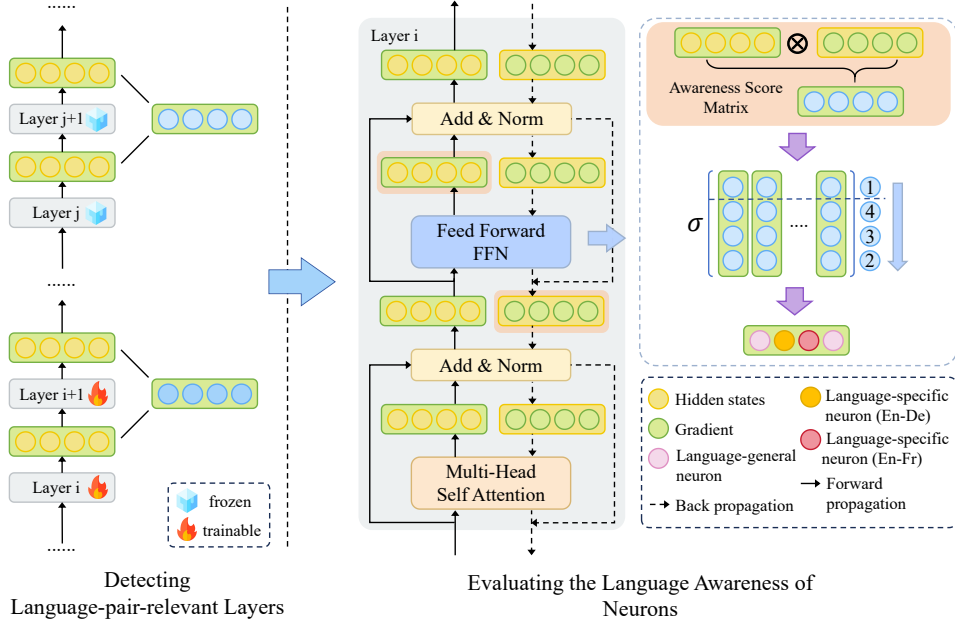 ......
Layer j+1
Layer j
......
......
Layer i+1
Layer i
......
frozen
trainable
Detecting
Language-pair-relevant Layers
Layer i
Add & Norm
Feed Forward
FFN
Add & Norm
Multi-Head
Self Attention
Evaluating the Language Awareness of
Neurons
⊗
Awareness Score
Matrix
σ
....
1
4
3
2
Hidden states
Gradient
Language-general
neuron
Back propagation
Language-specific
neuron (En-De)
Language-specific
neuron (En-Fr)
Forward
propagation